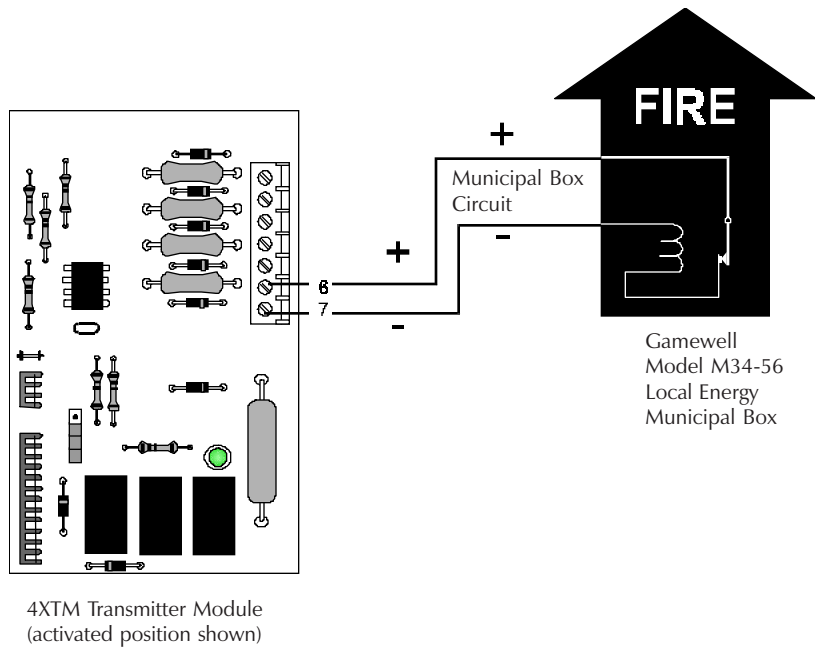 FIRE
+
Municipal Box
Circuit
-
+
6
7
-
Gamewell
Model M34-56
Local Energy
Municipal Box
4XTM Transmitter Module
(activated position shown)